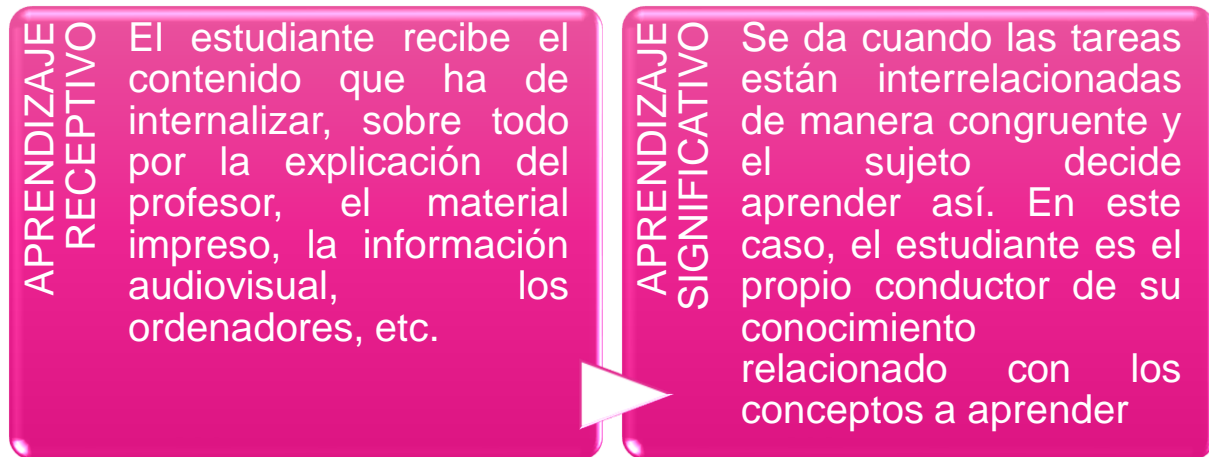 APRENDIZAJE
RECEPTIVO
El estudiante recibe el
contenido que ha de
internalizar, sobre todo
por la explicación del
profesor, el material
impreso, la información
audiovisual, los
ordenadores, etc.
APRENDIZAJE
SIGNIFICATIVO
Se da cuando las tareas
están interrelacionadas
de manera congruente y
el sujeto decide
aprender así. En este
caso, el estudiante es el
propio conductor de su
conocimiento
relacionado con los
conceptos a aprender